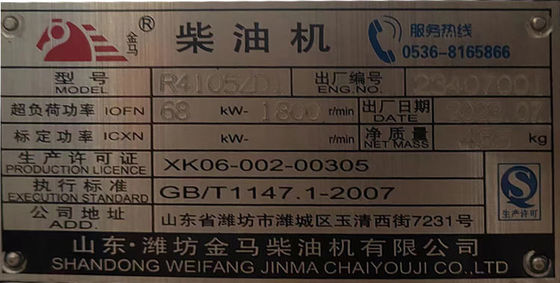 金马
柴油机
服务热线
0536-8165866
型号 MODEL R4105ZD 出厂编号 ENG.NO.
超负荷功率 IOFN 68 kW- 1800 r/min 出厂日期 DATE
标定功率 ICXN kW- r/min 净质量 NET MASS kg
生产许可证 PRODUCTION LICENCE XK06-002-00305
执行标准 EXECUTION STANDARD GB/T1147.1-2007
公司地址 ADD. 山东省潍坊市潍城区玉清西街7231号
QS
生产许可
山东·潍坊金马柴油机有限公司
SHANDONG WEIFANG JINMA CHAIYOUJI CO.,LTD